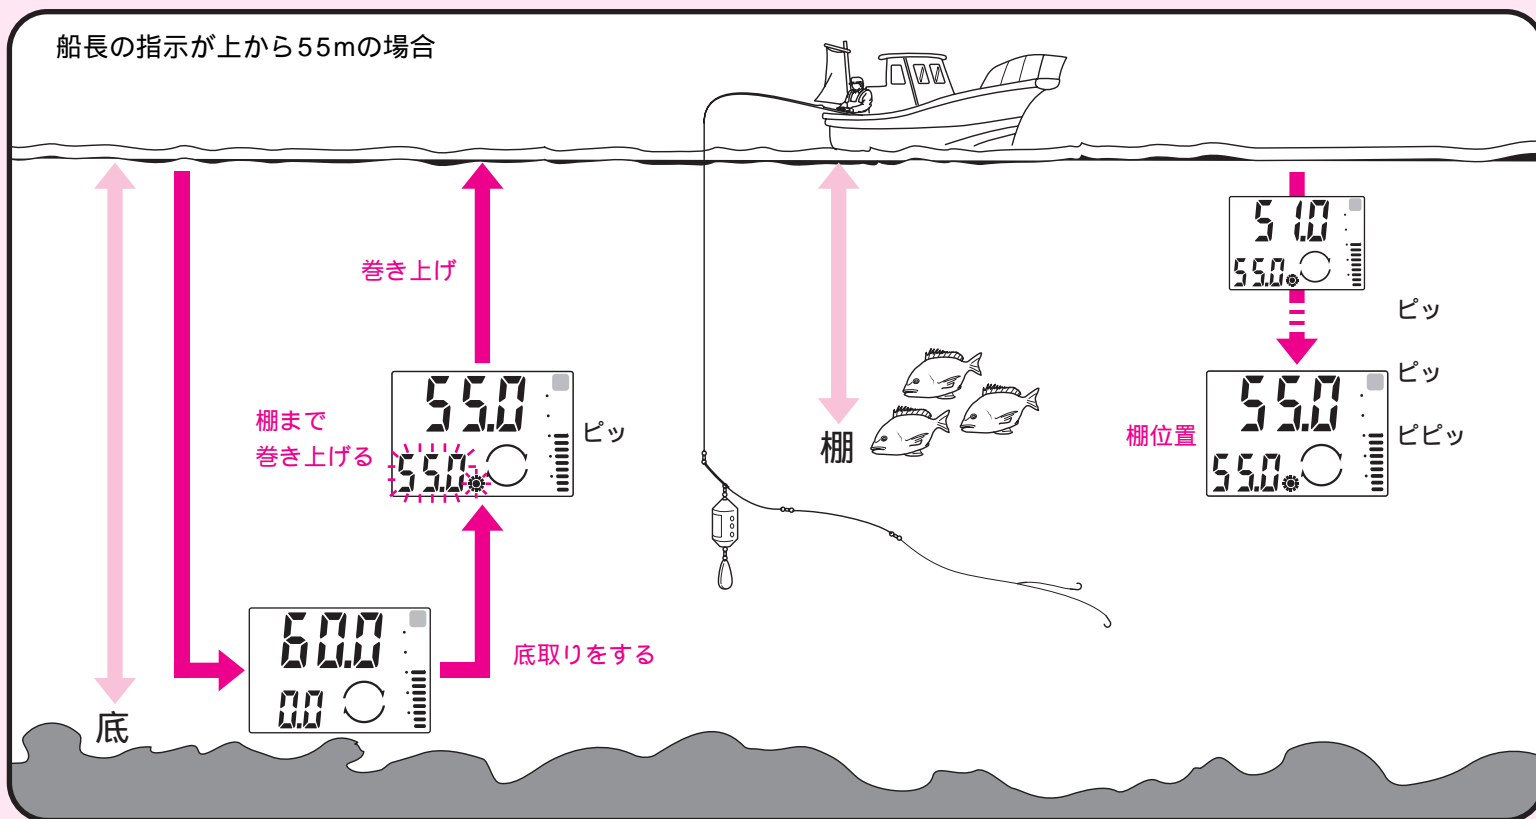 船長の指示が上から55mの場合
巻き上げ
棚まで
巻き上げる
55.0
55.0
ピッ
60.0
0.0
底取りをする
底
棚
51.0
55.0
ピッ
ピッ
棚位置
55.0
55.0
ピピッ